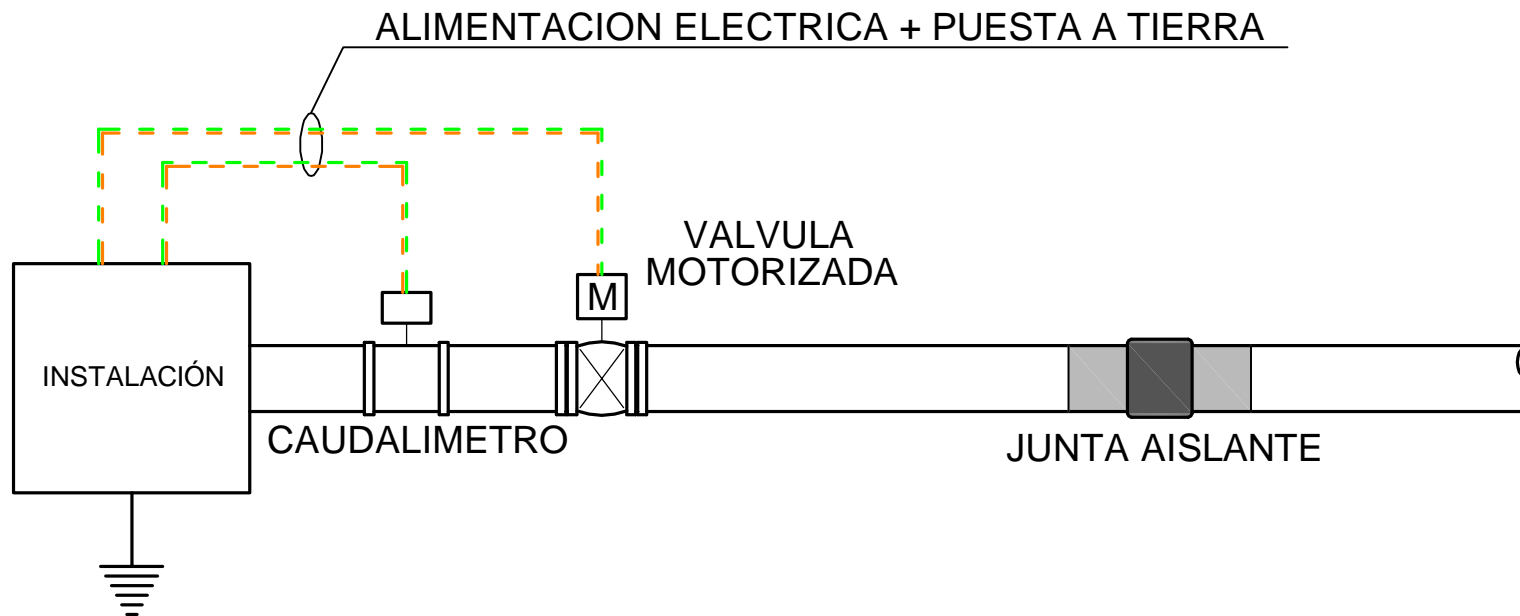 ALIMENTACION ELECTRICA + PUESTA A TIERRA
VALVULA
MOTORIZADA
M
INSTALACIÓN
CAUDALIMETRO
JUNTA AISLANTE